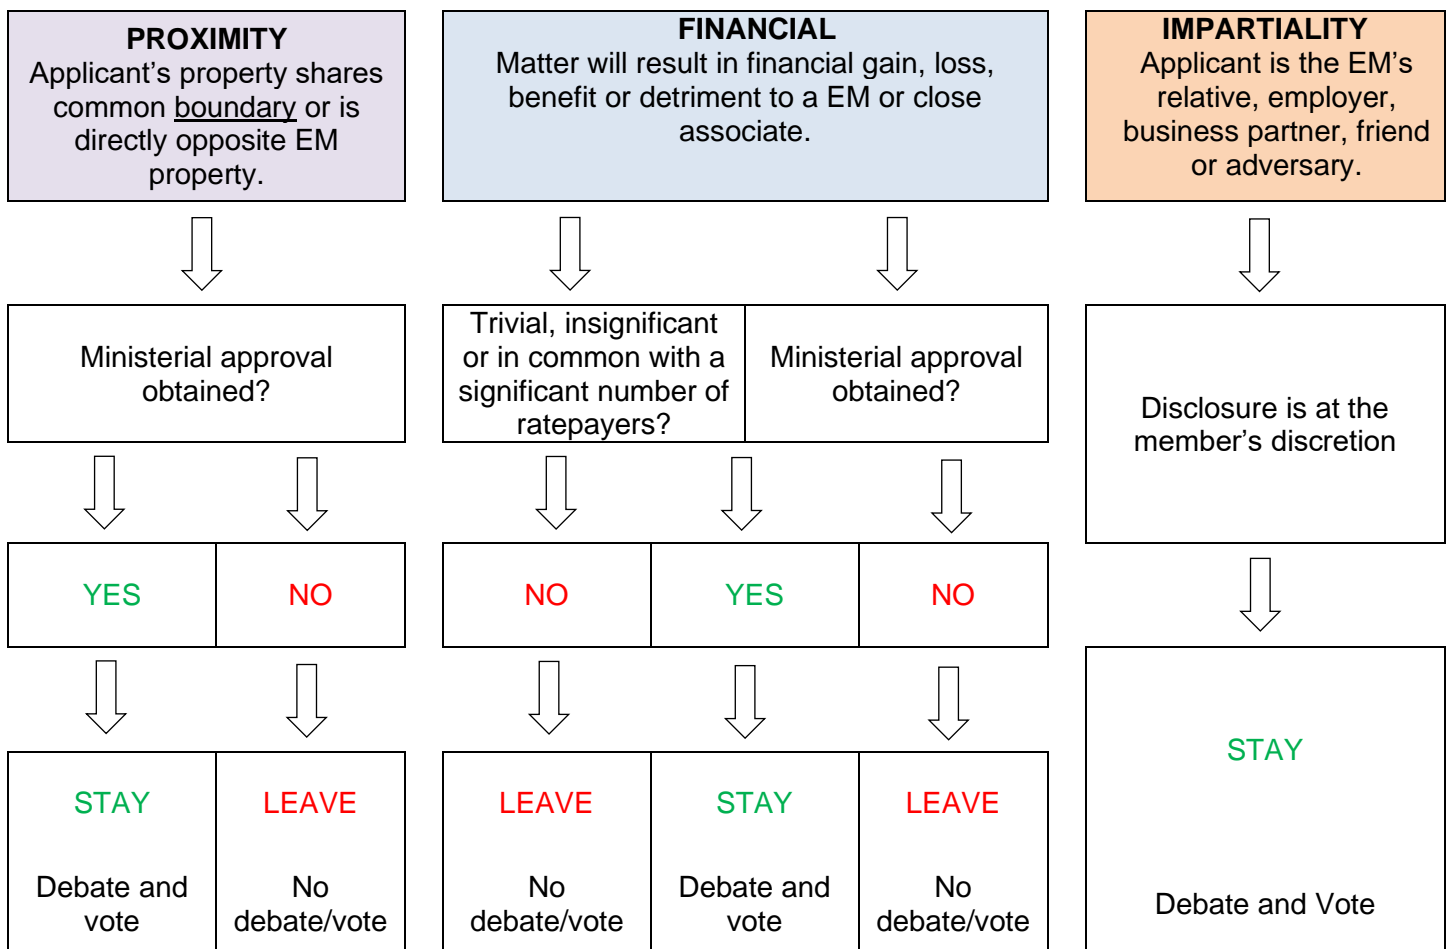 PROXIMITY
Applicant’s property shares
common boundary or is
directly opposite EM
property.
FINANCIAL
Matter will result in financial gain, loss,
benefit or detriment to a EM or close
associate.
IMPARTIALITY
Applicant is the EM’s
relative, employer,
business partner, friend
or adversary.
Ministerial approval
obtained?
Trivial, insignificant
or in common with a
significant number of
ratepayers?
Ministerial approval
obtained?
Disclosure is at the
member’s discretion
YES
NO
NO
YES
NO
STAY
Debate and
vote
LEAVE
No
debate/vote
LEAVE
No
debate/vote
STAY
Debate and
vote
LEAVE
No
debate/vote
STAY
Debate and Vote